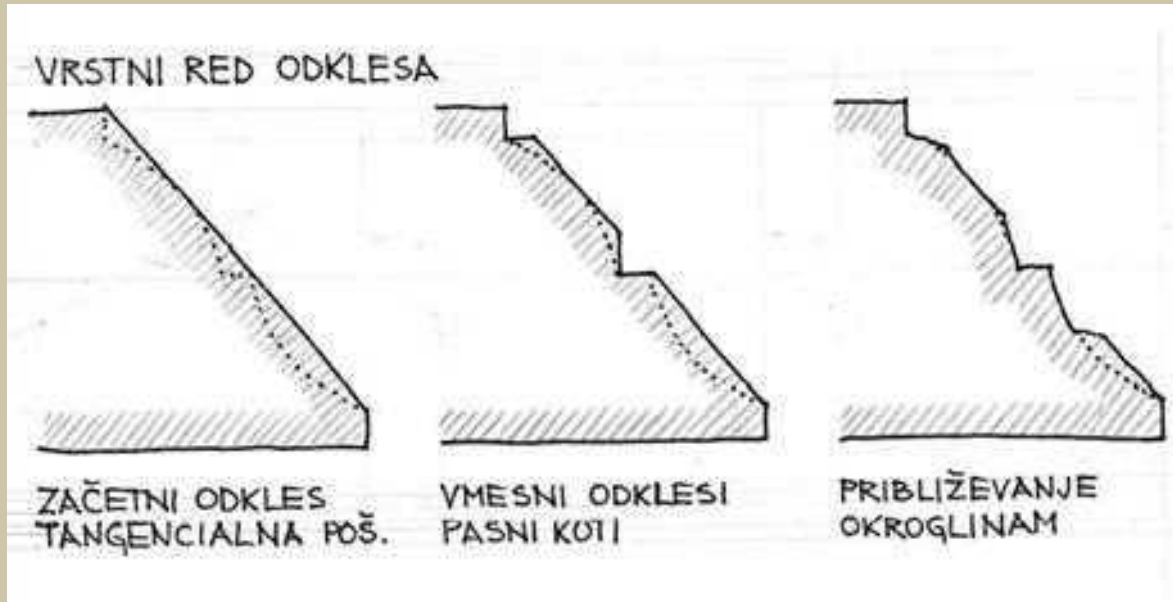 VRSTNI RED ODKLESA
ZAČETNI ODKLES
TANGENCIALNA POŠ.
VMESNI ODKLESI
PASNI KOTI
PRIBLIŽEVANJE
OKROGLINAM